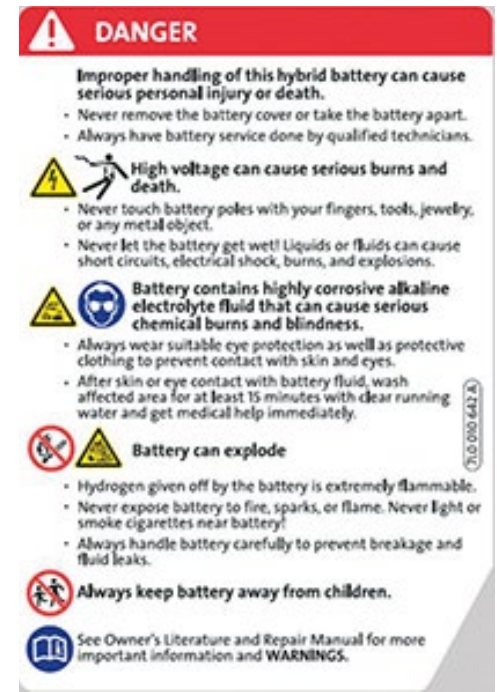 DANGER
Improper handling of this hybrid battery can cause
serious personal injury or death.
· Never remove the battery cover or take the battery apart.
· Always have battery service done by qualified technicians.
High voltage can cause serious burns and
death.
· Never touch battery poles with your fingers, tools, jewelry,
or any metal object.
· Never let the battery get wet! Liquids or fluids can cause
short circuits, electrical shock, burns, and explosions.
Battery contains highly corrosive alkaline
electrolyte fluid that can cause serious
chemical burns and blindness.
· Always wear suitable eye protection as well as protective
clothing to prevent contact with skin and eyes.
· After skin or eye contact with battery fluid, wash
affected area for at least 15 minutes with clear running
water and get medical help immediately.
7L0 010 642 A
Battery can explode
· Hydrogen given off by the battery is extremely flammable.
· Never expose battery to fire, sparks, or flame. Never light or
smoke cigarettes near battery!
· Always handle battery carefully to prevent breakage and
fluid leaks.
Always keep battery away from children.
See Owner's Literature and Repair Manual for more
important information and WARNINGS.